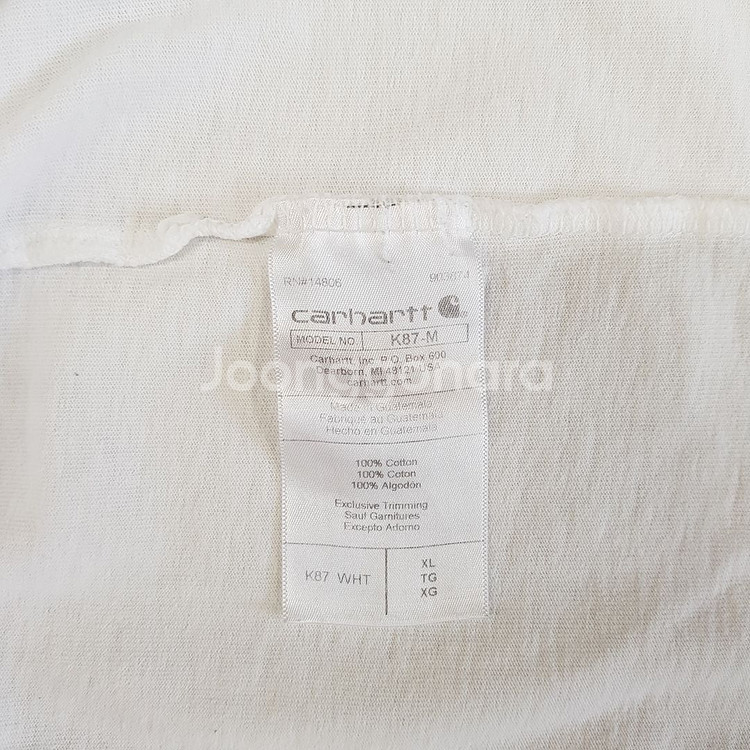 RN#14806 903874
carhartt
MODEL NO. K87-M
Carhartt, Inc. P.O. Box 600
Dearborn, MI 48121 USA
carhartt.com
Joonggonara
Made in Guatemala
Fabriqué au Guatemala
Hecho en Guatemala
100% Cotton
100% Coton
100% Algodón
Exclusive Trimming
Sauf Garnitures
Excepto Adorno
K87 WHT
XL
TG
XG